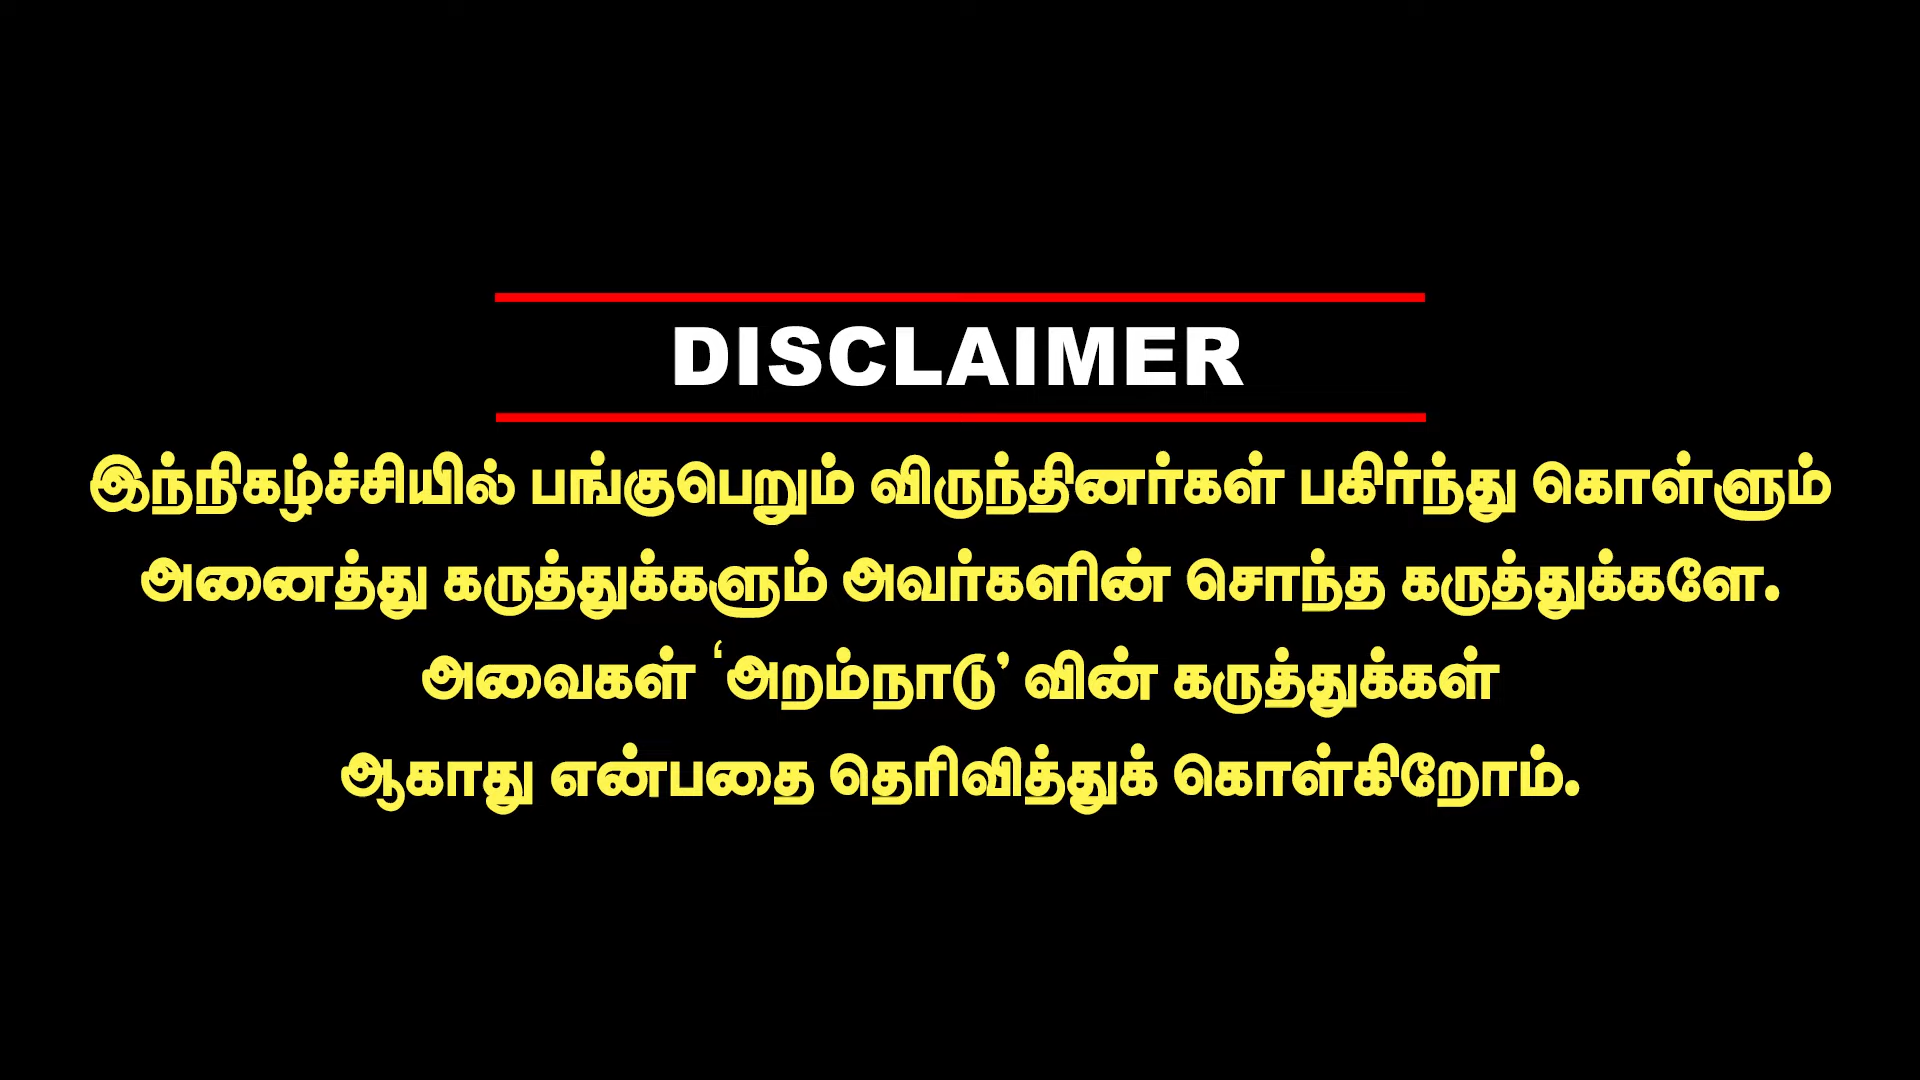 DISCLAIMER
இந்நிகழ்ச்சியில் பங்குபெறும் விருந்தினர்கள் பகிர்ந்து கொள்ளும்
அனைத்து கருத்துக்களும் அவர்களின் சொந்த கருத்துக்களே.
அவைகள் ‘அறம்நாடு’ வின் கருத்துக்கள்
ஆகாது என்பதை தெரிவித்துக் கொள்கிறோம்.